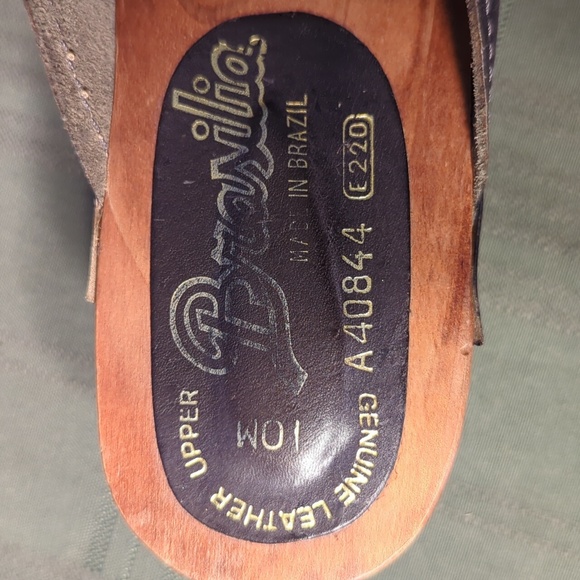 Brasilia
MADE IN BRAZIL
E220
A40844
10M
GENUINE LEATHER UPPER